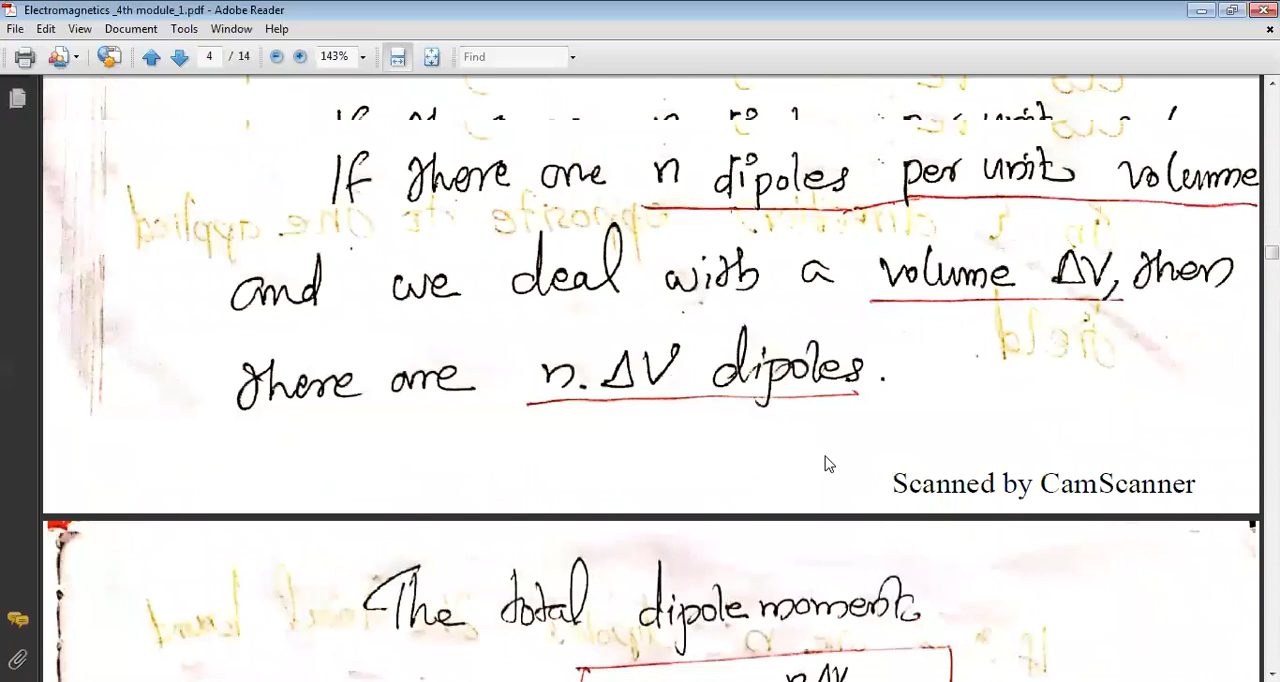 Electromagnetics _4th module_1.pdf - Adobe Reader
File Edit View Document Tools Window Help
4 / 14 143% Find
If there are n dipoles per unit volume
and we deal with a volume ΔV, then
there are n.ΔV dipoles.
Scanned by CamScanner
The total dipole moment
nΔV